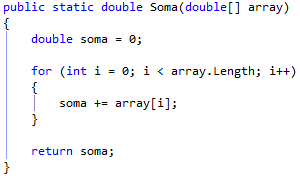 public static double Soma(double[] array)
{
    double soma = 0;

    for (int i = 0; i < array.Length; i++)
    {
        soma += array[i];
    }

    return soma;
}